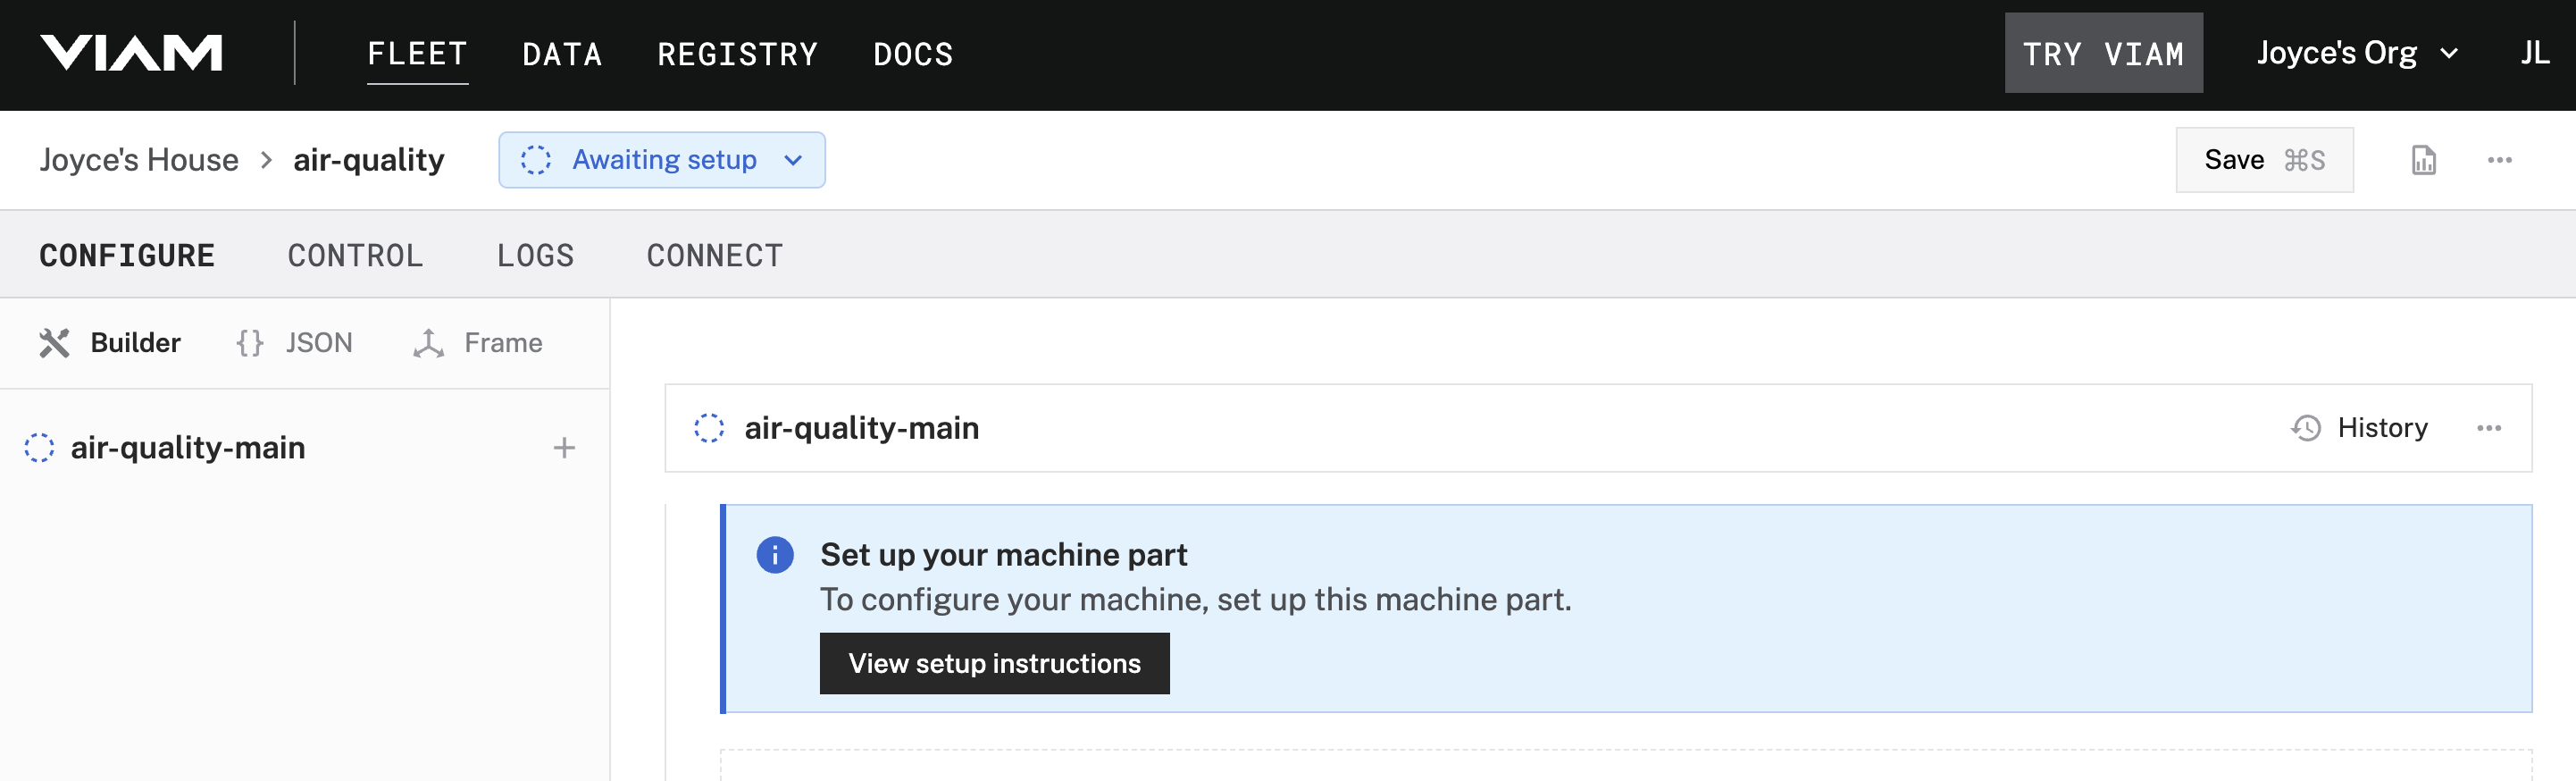 VIAM FLEET DATA REGISTRY DOCS TRY VIAM Joyce's Org JL
Joyce's House > air-quality Awaiting setup Save ⌘S
CONFIGURE CONTROL LOGS CONNECT
Builder {} JSON Frame
air-quality-main +
air-quality-main History ...
Set up your machine part
To configure your machine, set up this machine part.
View setup instructions